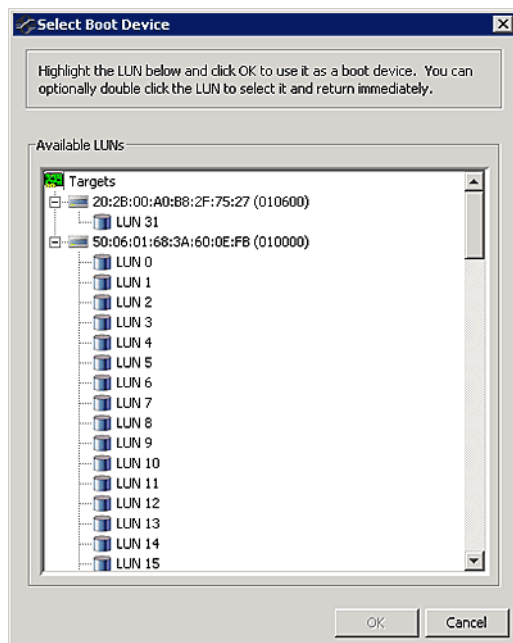 Select Boot Device
Highlight the LUN below and click OK to use it as a boot device. You can
optionally double click the LUN to select it and return immediately.
Available LUNs
Targets
20:2B:00:A0:B8:2F:75:27 (010600)
LUN 31
50:06:01:68:3A:60:0E:FB (010000)
LUN 0
LUN 1
LUN 2
LUN 3
LUN 4
LUN 5
LUN 6
LUN 7
LUN 8
LUN 9
LUN 10
LUN 11
LUN 12
LUN 13
LUN 14
LUN 15
OK
Cancel